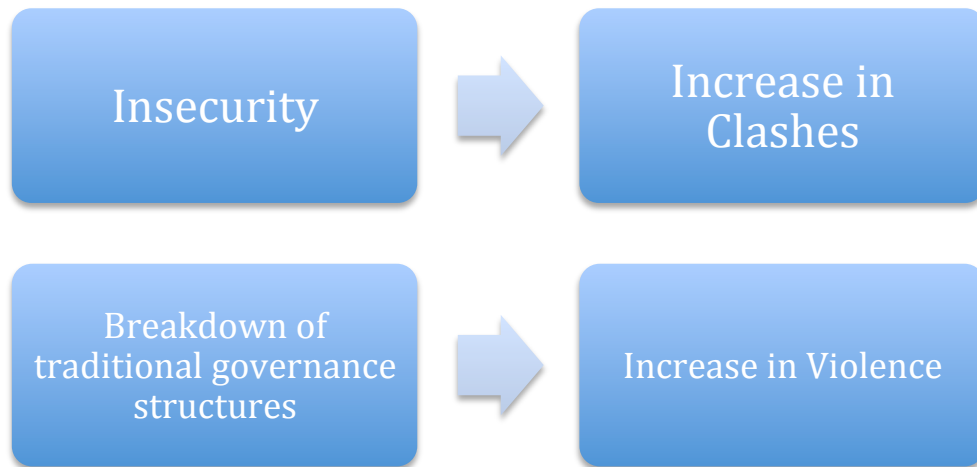 Insecurity
Increase in
Clashes
Breakdown of
traditional governance
structures
Increase in Violence